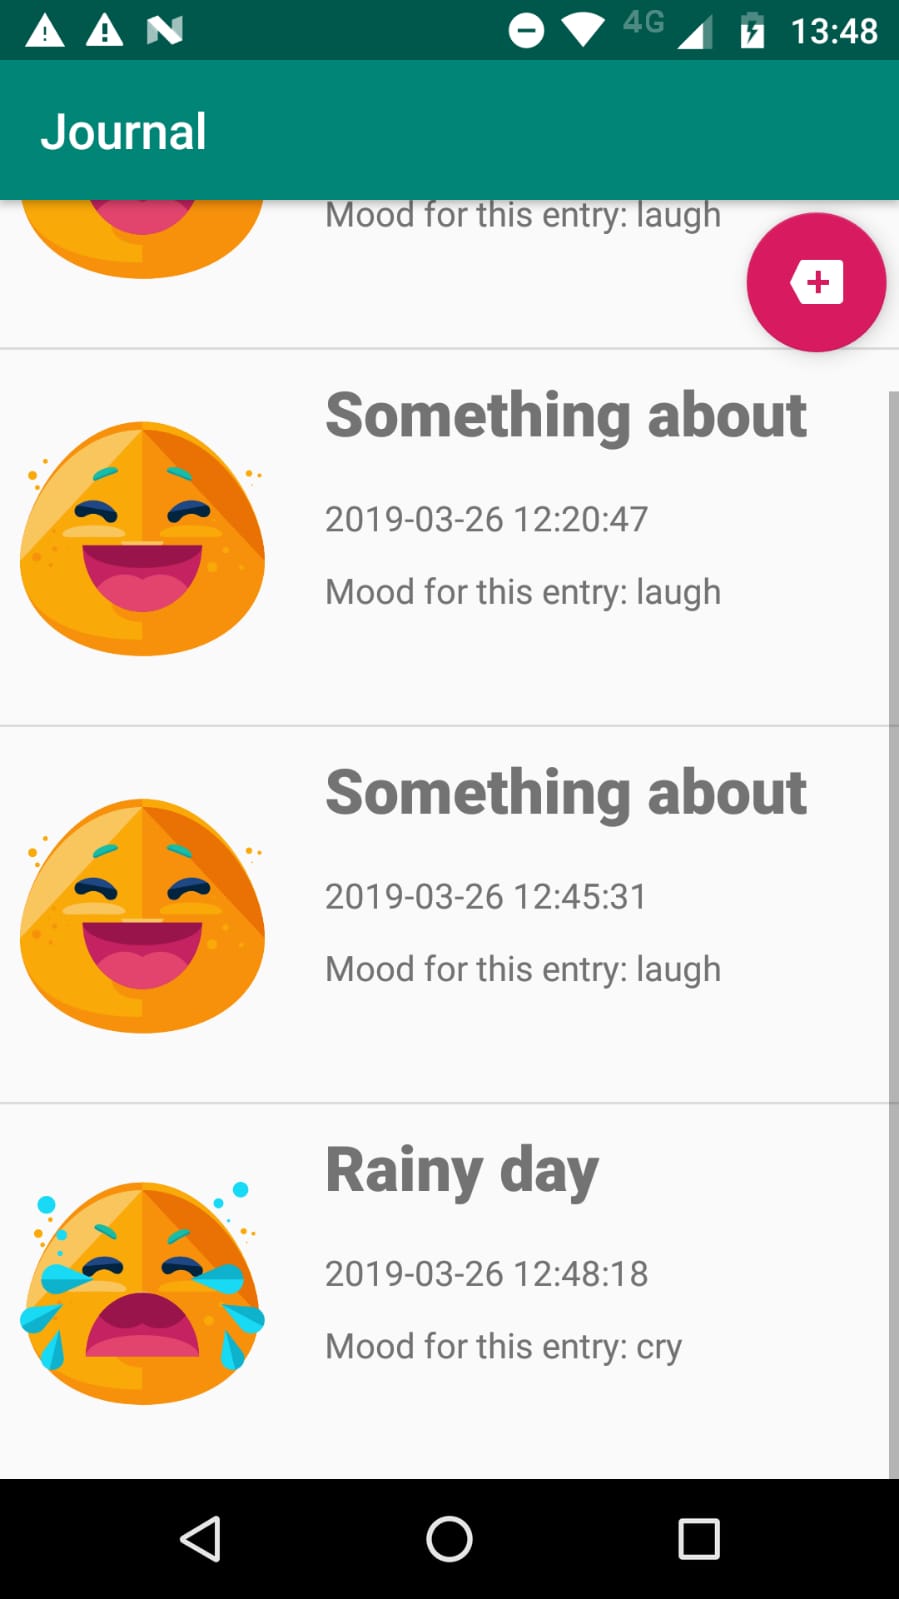 4G 13:48
Journal
Mood for this entry: laugh
Something about
2019-03-26 12:20:47
Mood for this entry: laugh
Something about
2019-03-26 12:45:31
Mood for this entry: laugh
Rainy day
2019-03-26 12:48:18
Mood for this entry: cry